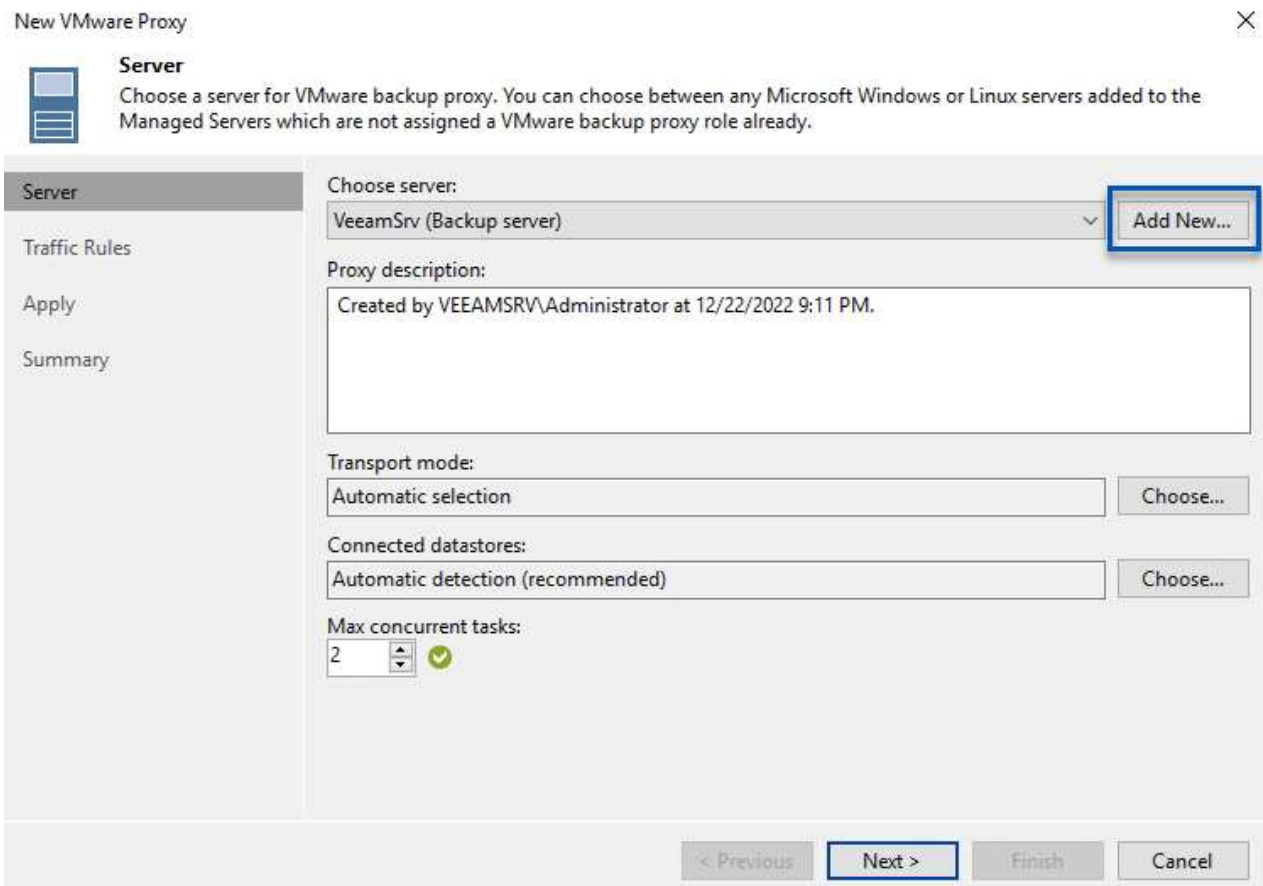 New VMware Proxy
Server
Choose a server for VMware backup proxy. You can choose between any Microsoft Windows or Linux servers added to the
Managed Servers which are not assigned a VMware backup proxy role already.
Server
Traffic Rules
Apply
Summary
Choose server:
VeeamSrv (Backup server)
Add New...
Proxy description:
Created by VEEAMSRV\Administrator at 12/22/2022 9:11 PM.
Transport mode:
Automatic selection
Choose...
Connected datastores:
Automatic detection (recommended)
Choose...
Max concurrent tasks:
2
< Previous
Next >
Finish
Cancel